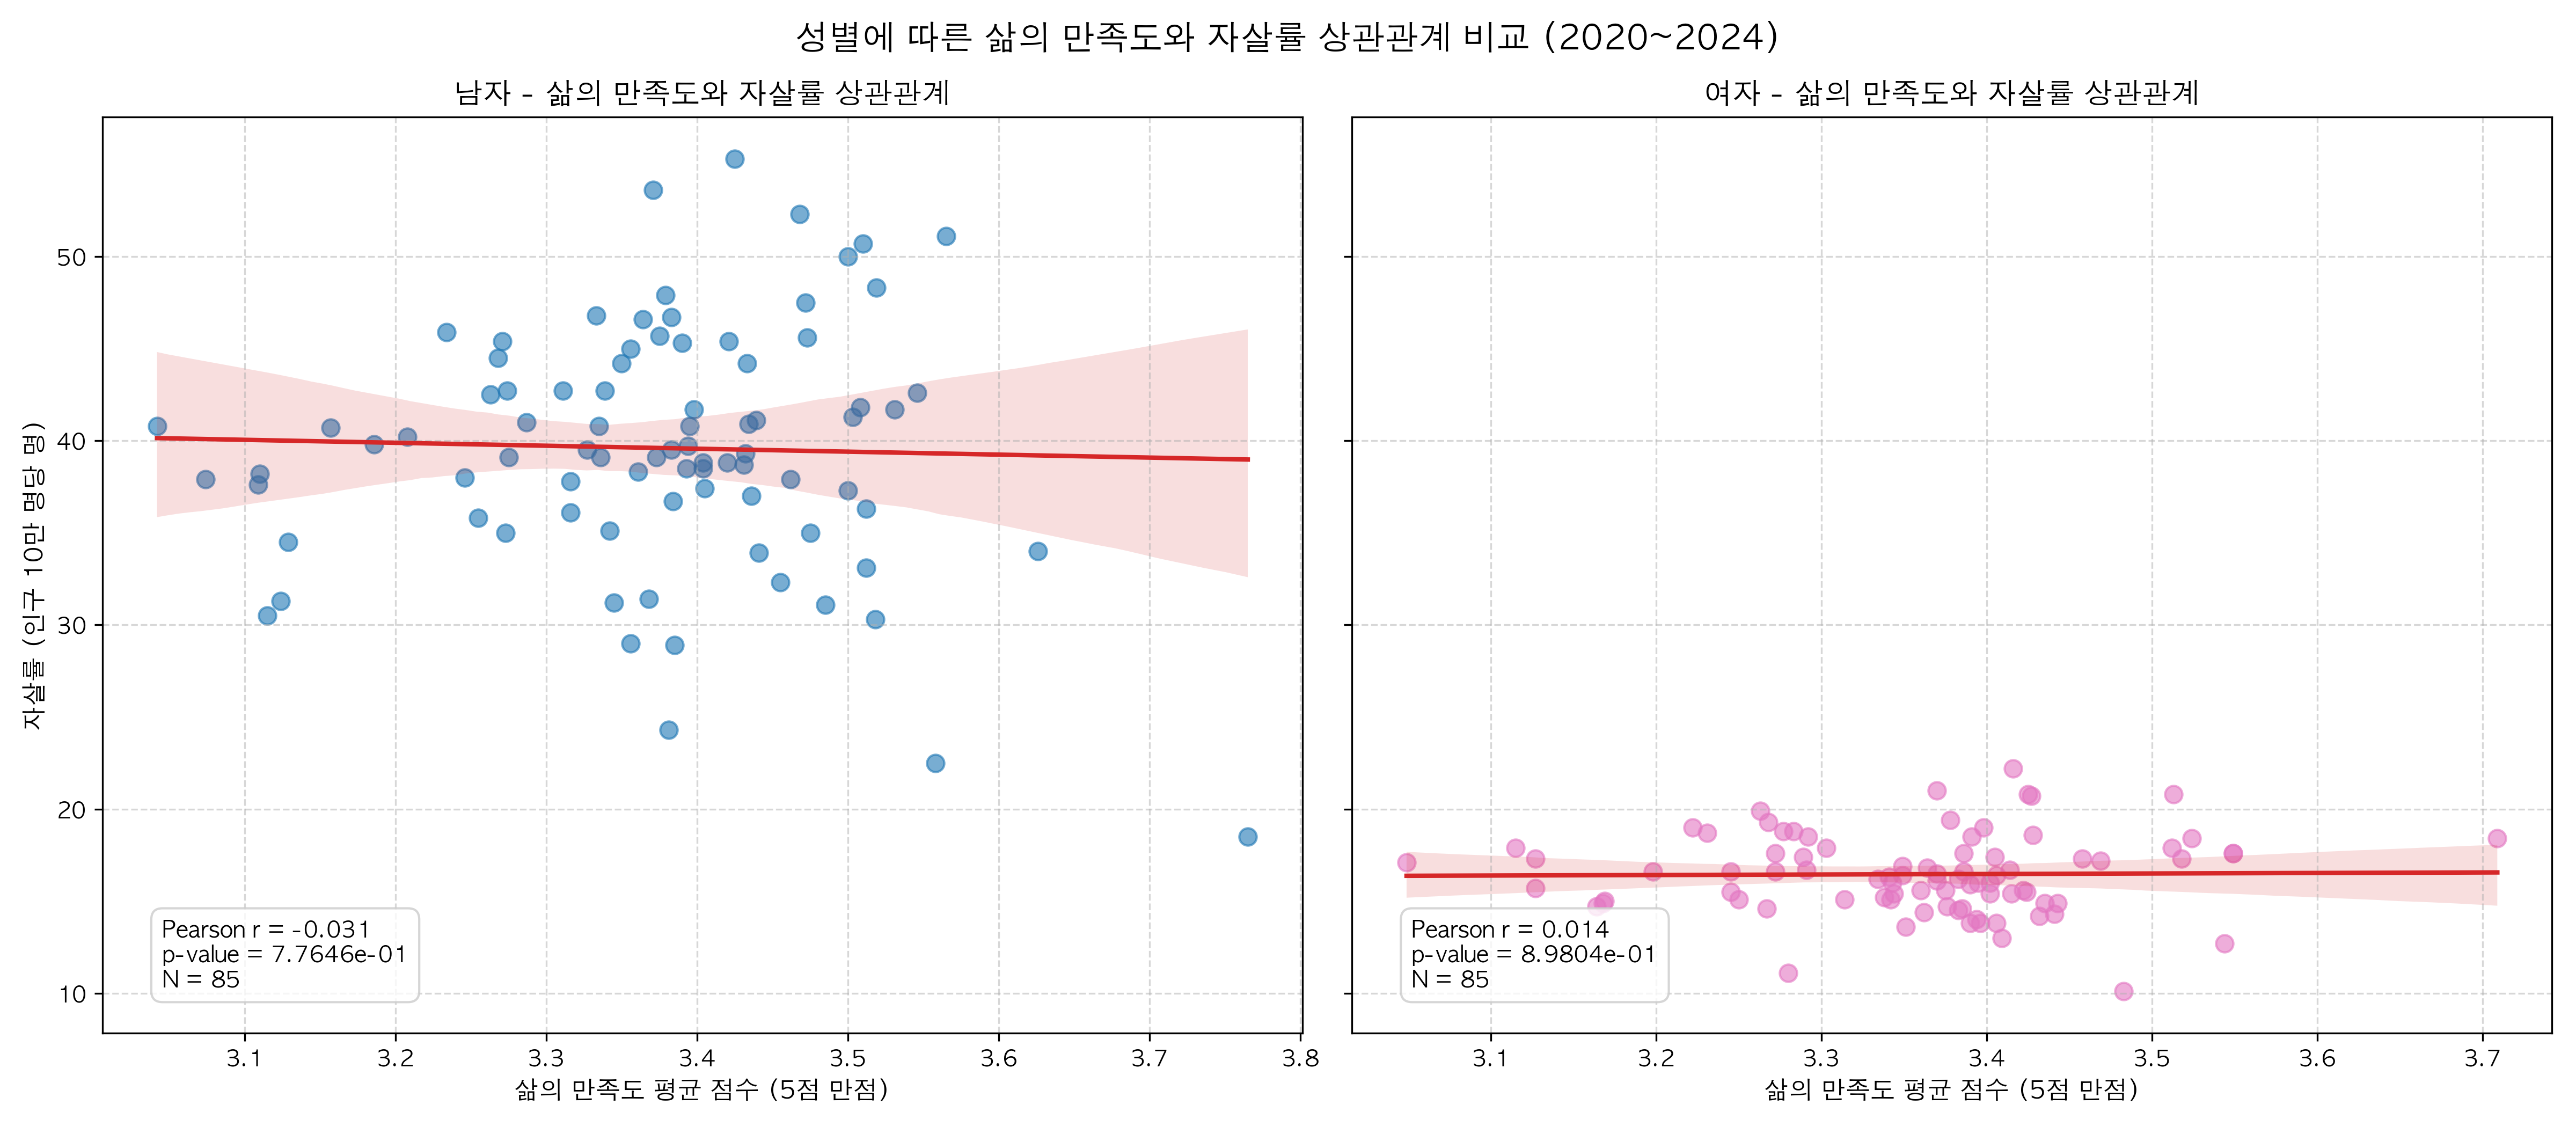 성별에 따른 삶의 만족도와 자살률 상관관계 비교 (2020~2024)
남자 - 삶의 만족도와 자살률 상관관계
자살률 (인구 10만 명당 명)
50
40
30
20
10
Pearson r = -0.031
p-value = 7.7646e-01
N = 85
3.1 3.2 3.3 3.4 3.5 3.6 3.7 3.8
삶의 만족도 평균 점수 (5점 만점)
여자 - 삶의 만족도와 자살률 상관관계
Pearson r = 0.014
p-value = 8.9804e-01
N = 85
3.1 3.2 3.3 3.4 3.5 3.6 3.7
삶의 만족도 평균 점수 (5점 만점)